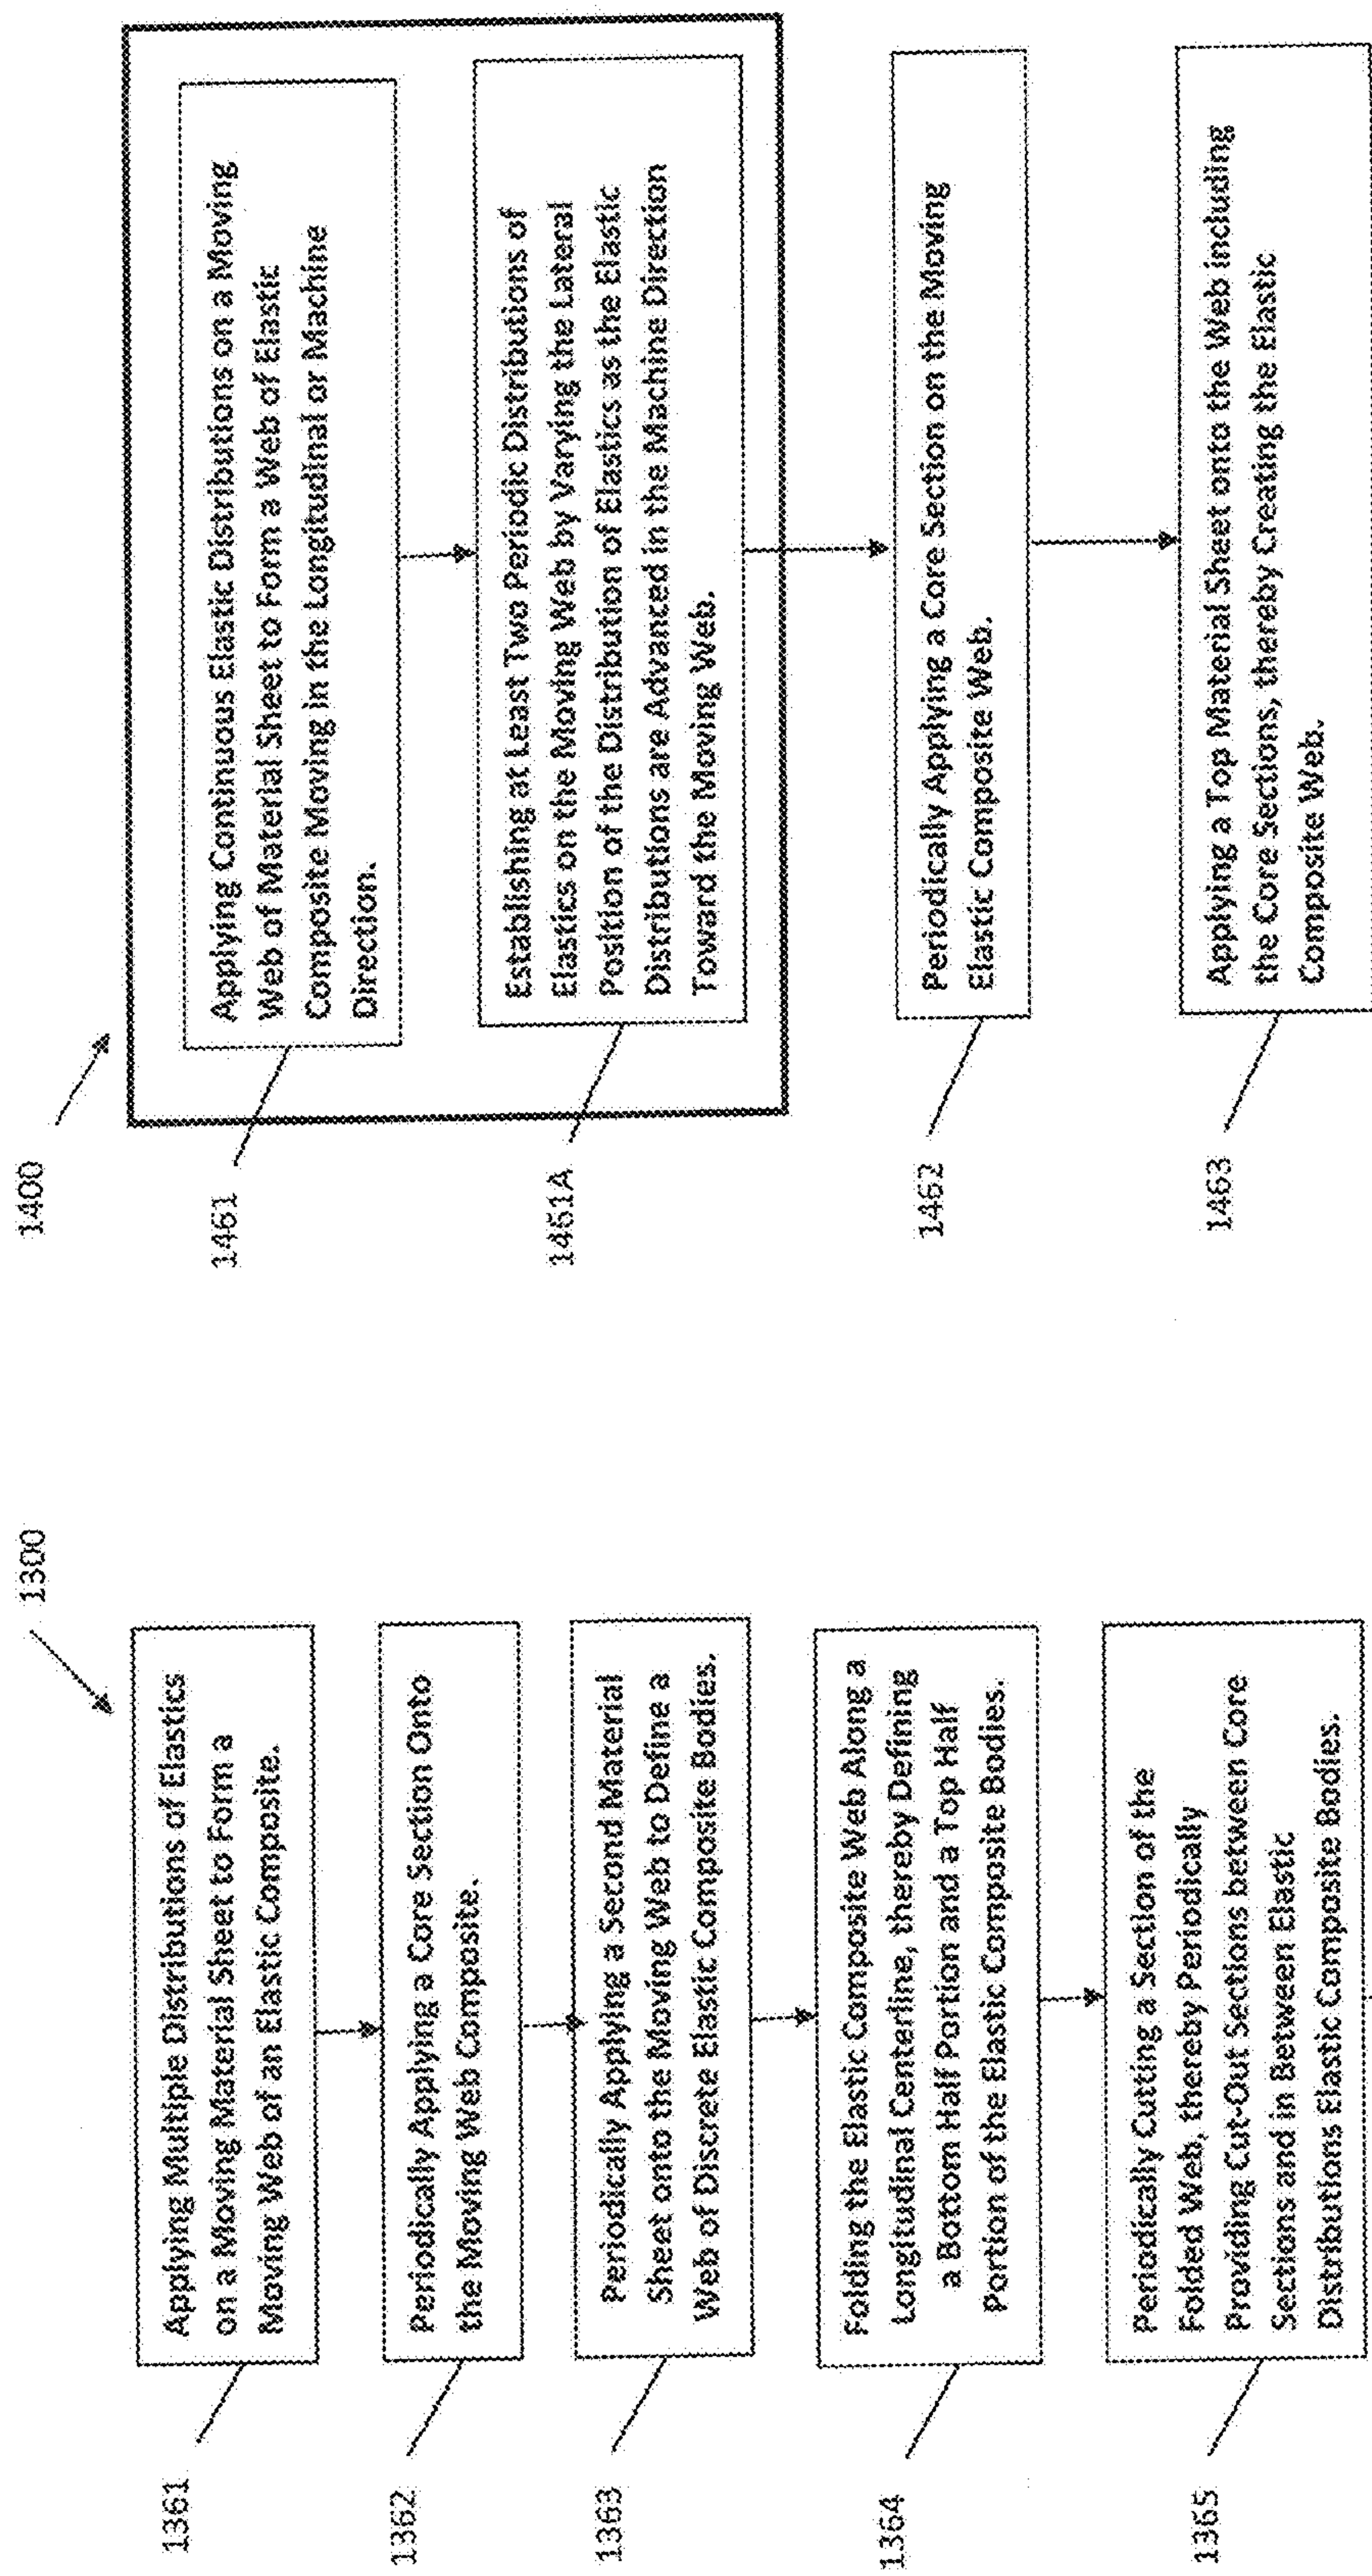 1300
1361
Applying Multiple Distributions of Elastics
on a Moving Material Sheet to Form a
Moving Web of an Elastic Composite.
1362
Periodically Applying a Core Section Onto
the Moving Web Composite.
1363
Periodically Applying a Second Material
Sheet onto the Moving Web to Define a
Web of Discrete Elastic Composite Bodies.
1364
Folding the Elastic Composite Web Along a
Longitudinal Centerline, thereby Defining
a Bottom Half Portion and a Top Half
Portion of the Elastic Composite Bodies.
1365
Periodically Cutting a Section of the
Folded Web, thereby Periodically
Providing Cut-Out Sections between Core
Sections and in Between Elastic
Distributions Elastic Composite Bodies.
1400
1461
Applying Continuous Elastic Distributions on a Moving
Web of Material Sheet to Form a Web of Elastic
Composite Moving in the Longitudinal or Machine
Direction.
1461A
Establishing at Least Two Periodic Distributions of
Elastics on the Moving Web by Varying the Lateral
Position of the Distribution of Elastics as the Elastic
Distributions are Advanced in the Machine Direction
Toward the Moving Web.
1462
Periodically Applying a Core Section on the Moving
Elastic Composite Web.
1463
Applying a Top Material Sheet onto the Web including
the Core Sections, thereby Creating the Elastic
Composite Web.